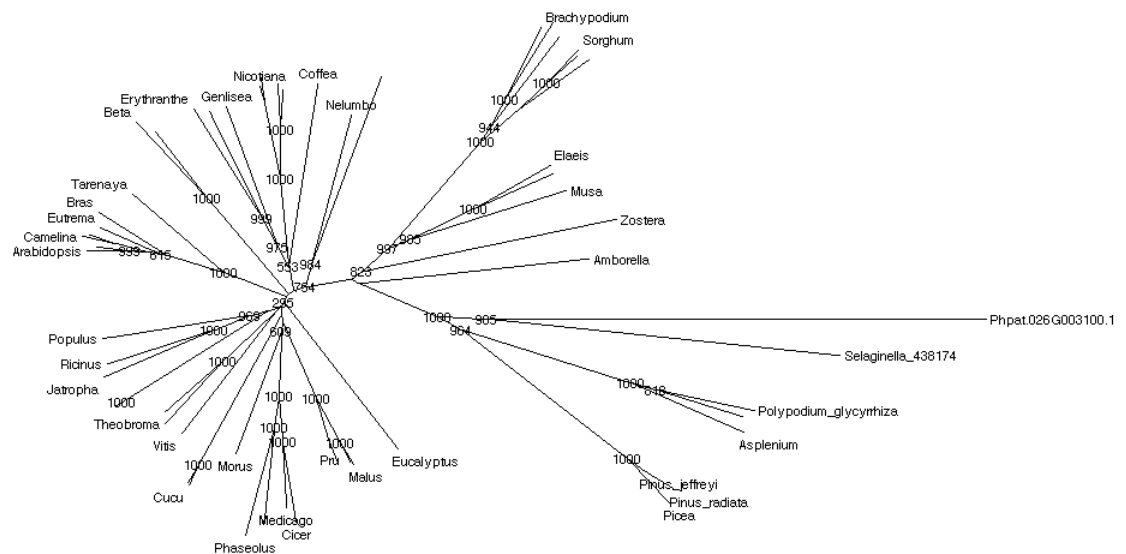 Brachypodium
Sorghum
1000
1000
944
1000
Nicotiana
Coffea
Erythranthe
Genlisea
Nelumbo
Beta
1000
1000
999
975
553
984
764
Elaeis
Musa
1000
985
997
Zostera
823
Amborella
Tarenaya
Bras
Eutrema
Camelina
Arabidopsis
1000
993
615
1000
295
969
609
1000
Populus
Ricinus
Jatropha
1000
1000
Theobroma
Vitis
1000
Cucu
Morus
1000
1000
1000
Medicago
Cicer
Phaseolus
1000
1000
Pru
Malus
Eucalyptus
1000
905
904
Phpat.026G003100.1
Selaginella_438174
1000
618
Polypodium_glycyrrhiza
Asplenium
1000
Pinus_jeffreyi
Pinus_radiata
Picea